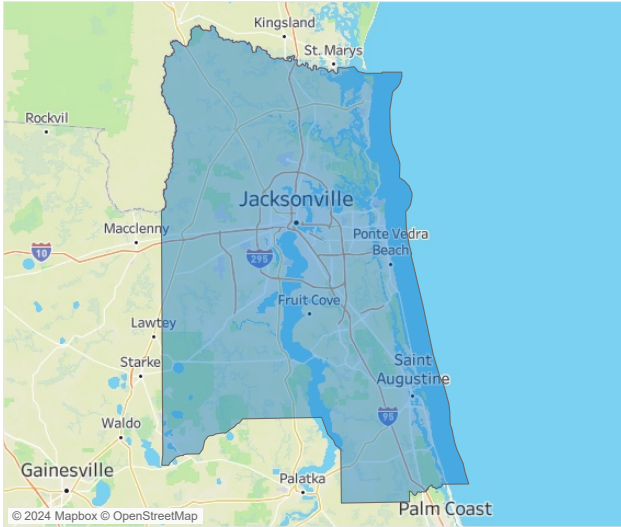 Kingsland
St. Marys
Rockvil
Jacksonville
Macclenny
Ponte Vedra
Beach
10
295
Fruit Cove
Lawtey
Starke
Saint
Augustine
95
Waldo
Gainesville
Palatka
Palm Coast
© 2024 Mapbox © OpenStreetMap